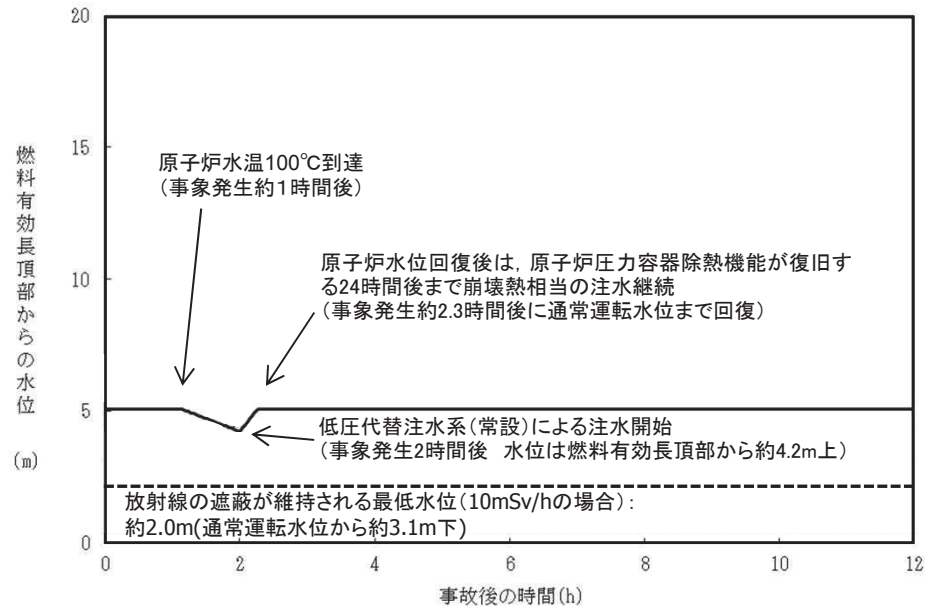 20
15
10
5
0
燃料有効長頂部からの水位
(m)
原子炉水温100℃到達
（事象発生約１時間後）
原子炉水位回復後は，原子炉圧力容器除熱機能が復旧す
る24時間後まで崩壊熱相当の注水継続
（事象発生約2.3時間後に通常運転水位まで回復）
低圧代替注水系（常設）による注水開始
（事象発生2時間後　水位は燃料有効長頂部から約4.2m上）
放射線の遮蔽が維持される最低水位（10mSv/hの場合）：
約2.0m(通常運転水位から約3.1m下)
0 2 4 6 8 10 12
事故後の時間(h)